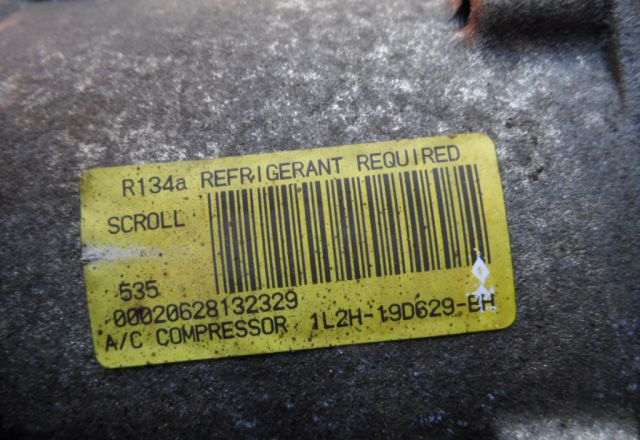 R134a REFRIGERANT REQUIRED
SCROLL
535
00020628132329
A/C COMPRESSOR 1L2H-19D629-BH